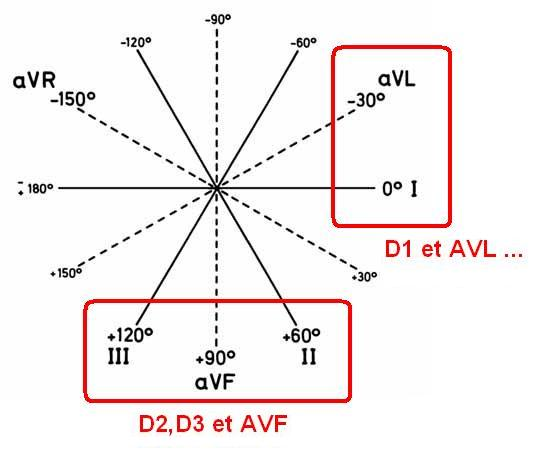 -90°
-120°
-60°
aVR
-150°
aVL
-30°
± 180°
0° I
D1 et AVL ...
+150°
+30°
+120°
III
+90°
aVF
+60°
II
D2,D3 et AVF